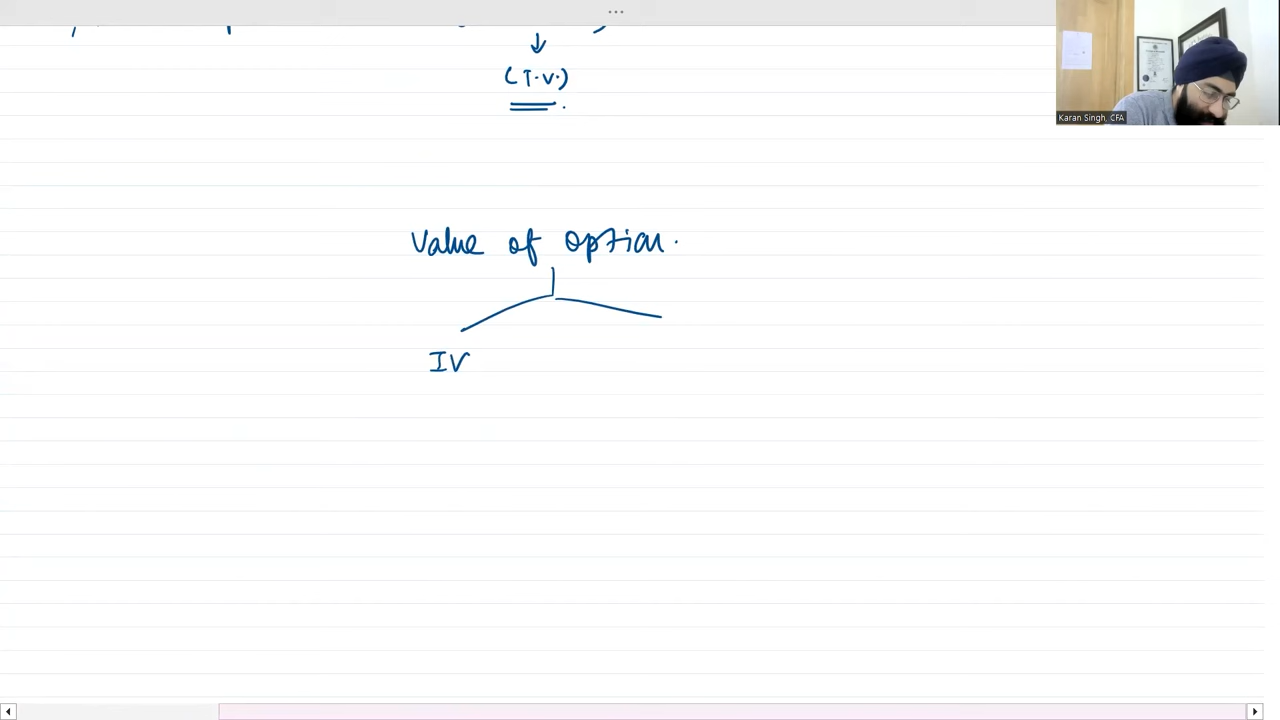 (T.V.)
Karan Singh, CFA
Value of option.
IV